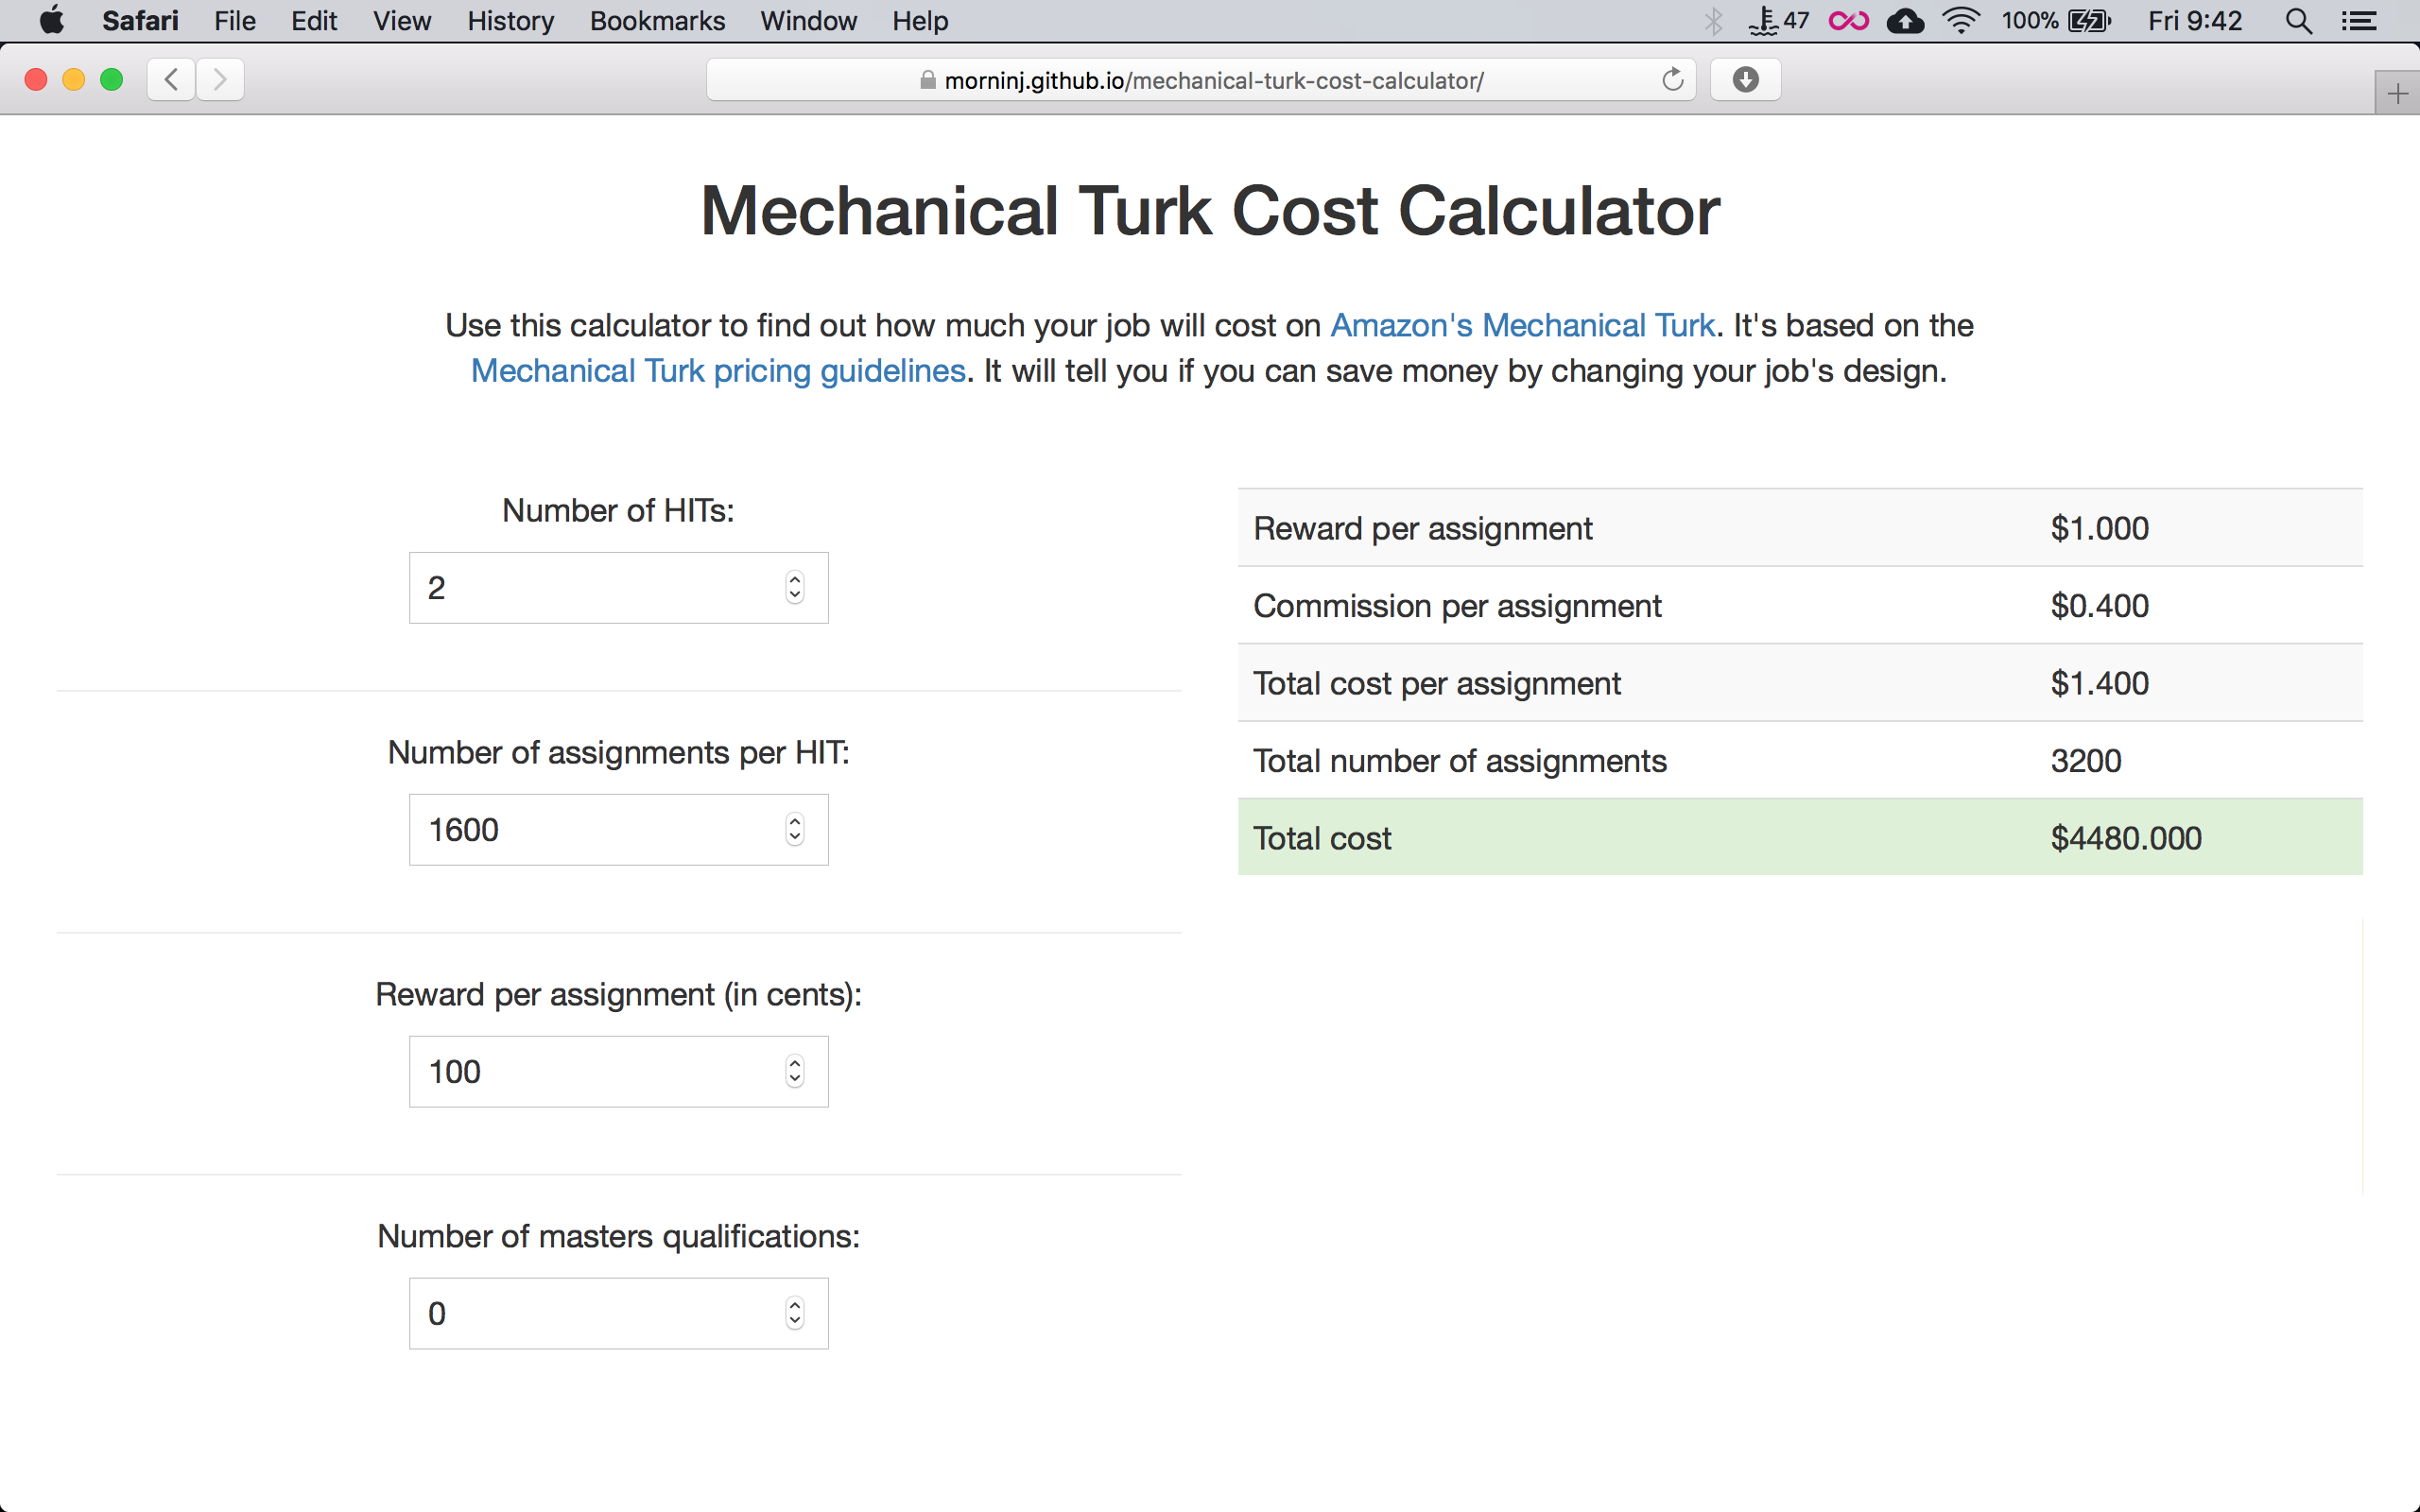 Safari File Edit View History Bookmarks Window Help 47 100% Fri 9:42
morninj.github.io/mechanical-turk-cost-calculator/
Mechanical Turk Cost Calculator
Use this calculator to find out how much your job will cost on Amazon's Mechanical Turk. It's based on the
Mechanical Turk pricing guidelines. It will tell you if you can save money by changing your job's design.
Number of HITs:
2
Number of assignments per HIT:
1600
Reward per assignment (in cents):
100
Number of masters qualifications:
0
Reward per assignment $1.000
Commission per assignment $0.400
Total cost per assignment $1.400
Total number of assignments 3200
Total cost $4480.000